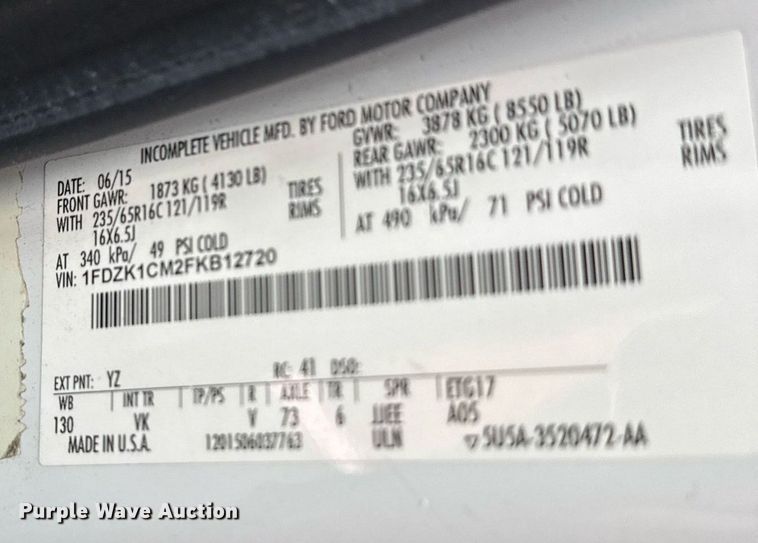 INCOMPLETE VEHICLE MFD. BY FORD MOTOR COMPANY
DATE: 06/15
GVWR: 3878 KG ( 8550 LB)
FRONT GAWR: 1873 KG ( 4130 LB)
REAR GAWR: 2300 KG ( 5070 LB)
WITH 235/65R16C 121/119R TIRES
WITH 235/65R16C 121/119R TIRES
16X6.5J RIMS
16X6.5J RIMS
AT 340 kPa/ 49 PSI COLD
AT 490 kPa/ 71 PSI COLD
VIN: 1FDZK1CM2FKB12720
EXT PNT: YZ RC: 41 DSO:
WB INT TR TP/PS R AXLE TR SPR ETG17
130 VK V 73 6 JJEE A05
MADE IN U.S.A. 1201506037763 ULN 5U5A-3520472-AA
Purple Wave Auction